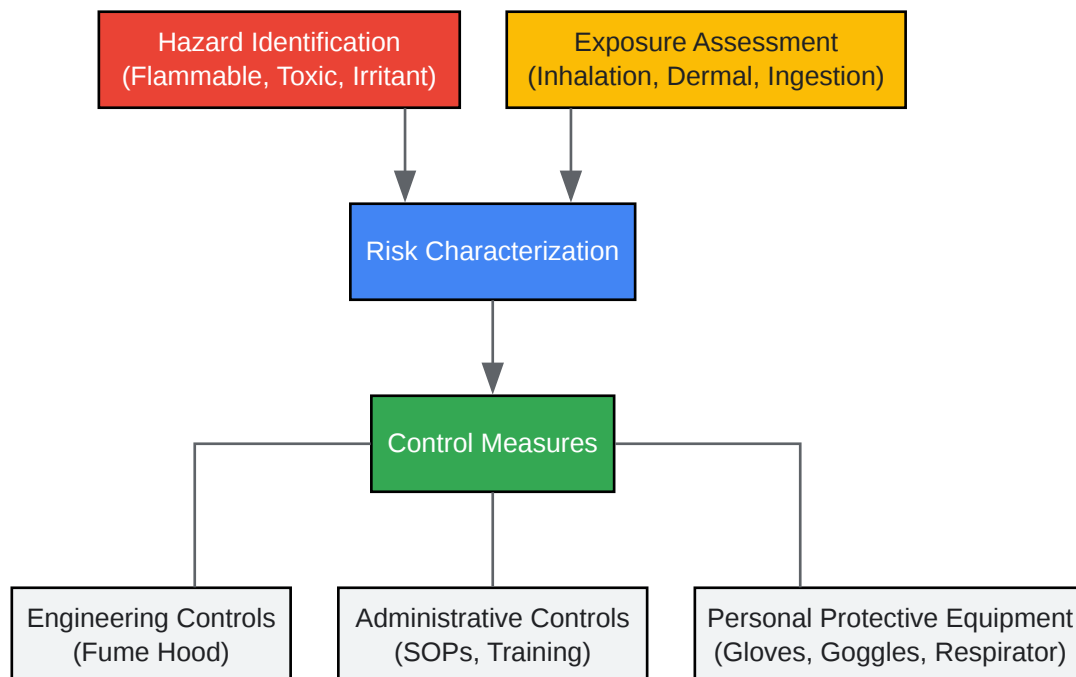 Hazard Identification
(Flammable, Toxic, Irritant)
Exposure Assessment
(Inhalation, Dermal, Ingestion)
Risk Characterization
Control Measures
Engineering Controls
(Fume Hood)
Administrative Controls
(SOPs, Training)
Personal Protective Equipment
(Gloves, Goggles, Respirator)